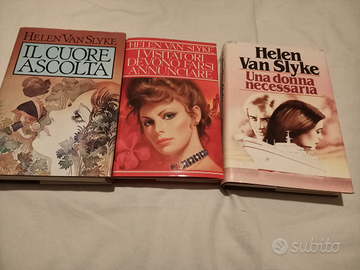 HELEN VAN SLYKE
IL CUORE
ASCOLTA
HELEN VAN SLYKE
I VISITATORI
DEVONO FARSI
ANNUNCIARE
Helen
Van Slyke
Una donna
necessaria
subito